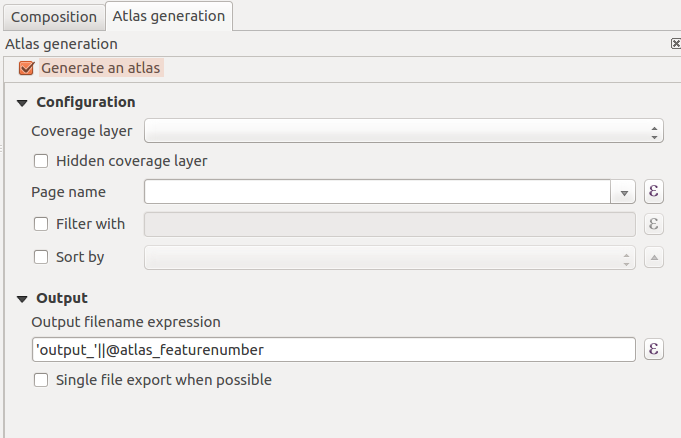 Composition Atlas generation
Atlas generation
Generate an atlas
Configuration
Coverage layer
Hidden coverage layer
Page name ε
Filter with ε
Sort by
Output
Output filename expression
'output_'||@atlas_featurenumber ε
Single file export when possible